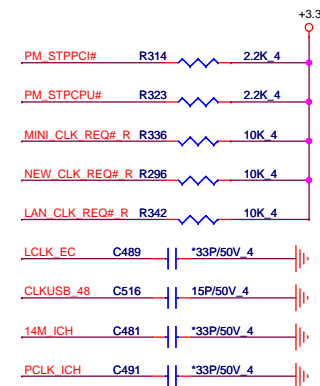 +3.3
PM_STPPCI# R314 2.2K_4
PM_STPCPU# R323 2.2K_4
MINI_CLK_REQ#_R R336 10K_4
NEW_CLK_REQ#_R R296 10K_4
LAN_CLK_REQ#_R R342 10K_4
LCLK_EC C489 *33P/50V_4
CLKUSB_48 C516 15P/50V_4
14M_ICH C481 *33P/50V_4
PCLK_ICH C491 *33P/50V_4